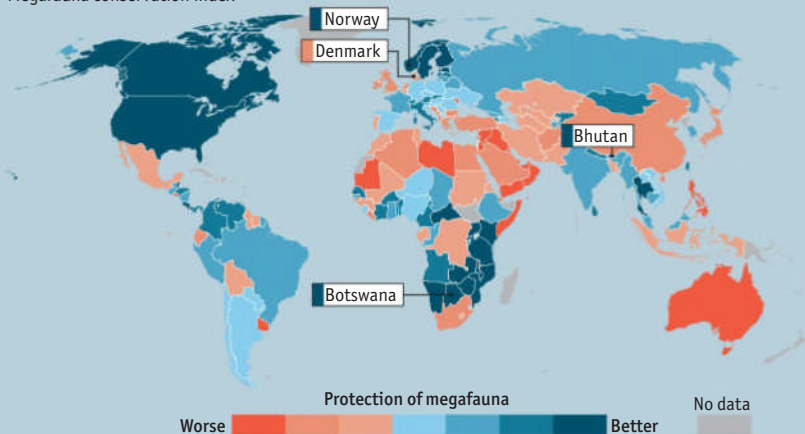 Megafauna conservation index
Norway
Denmark
Bhutan
Botswana
Protection of megafauna
No data
Worse
Better